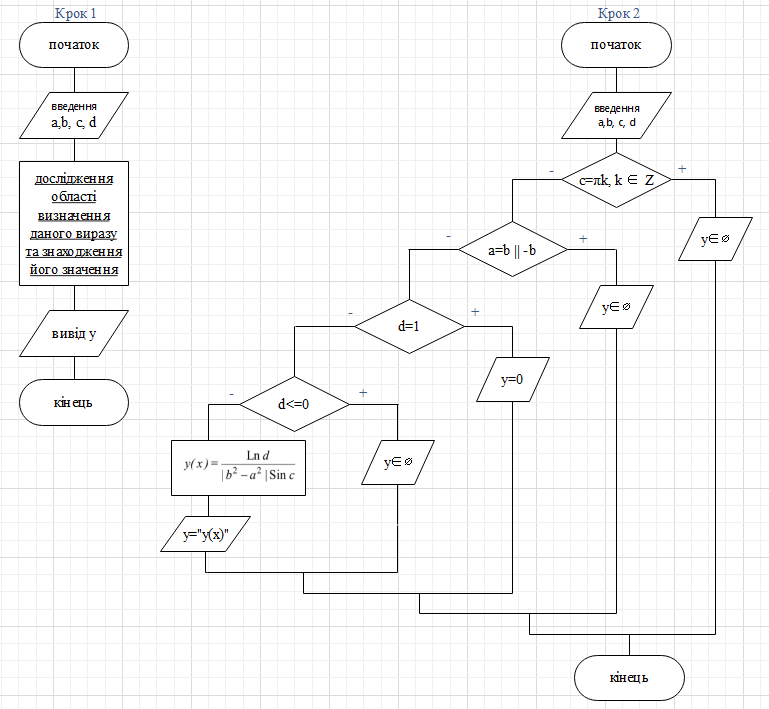 Крок 1
початок
введення
a,b, c, d
дослідження
області
визначення
даного виразу
та знаходження
його значення
вивід y
кінець
Крок 2
початок
введення
a,b, c, d
c=πk, k ∈ Z
-
+
y∈∅
a=b || -b
-
+
y∈∅
d=1
-
+
y=0
d<=0
-
+
y(x)= Ln d / |b² −a² |Sin c
y∈∅
y="y(x)"
кінець